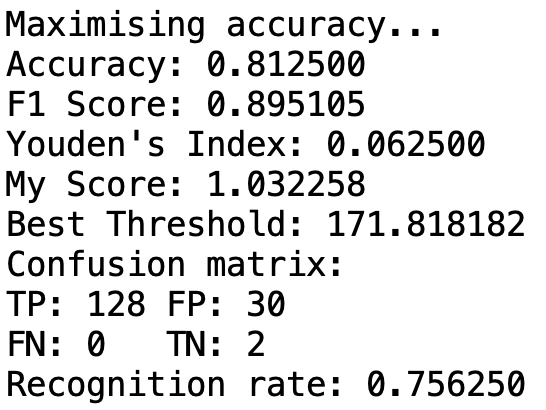 Maximising accuracy...
Accuracy: 0.812500
F1 Score: 0.895105
Youden's Index: 0.062500
My Score: 1.032258
Best Threshold: 171.818182
Confusion matrix:
TP: 128 FP: 30
FN: 0   TN: 2
Recognition rate: 0.756250